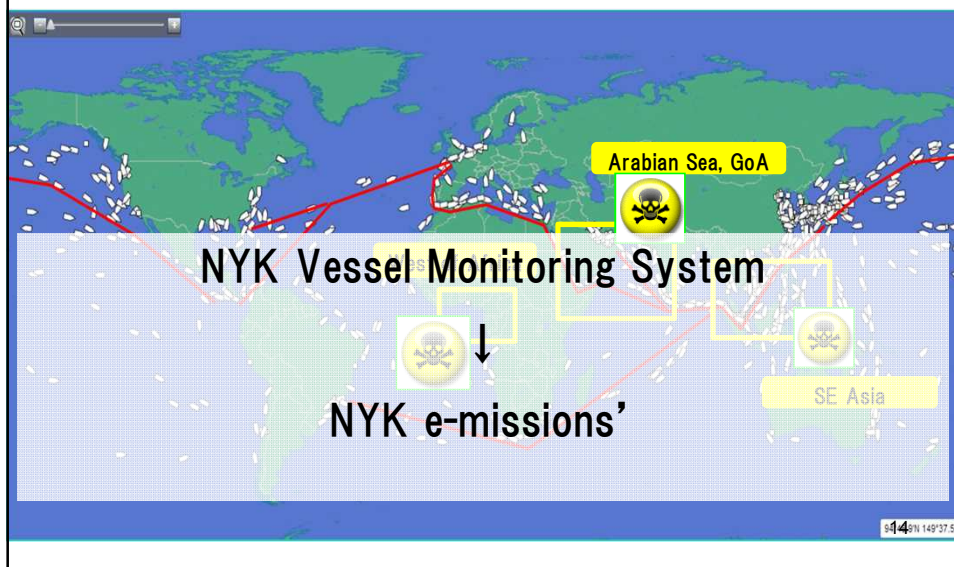 Arabian Sea, GoA
NYK Vessel Monitoring System
↓
NYK e-missions’
SE Asia
14